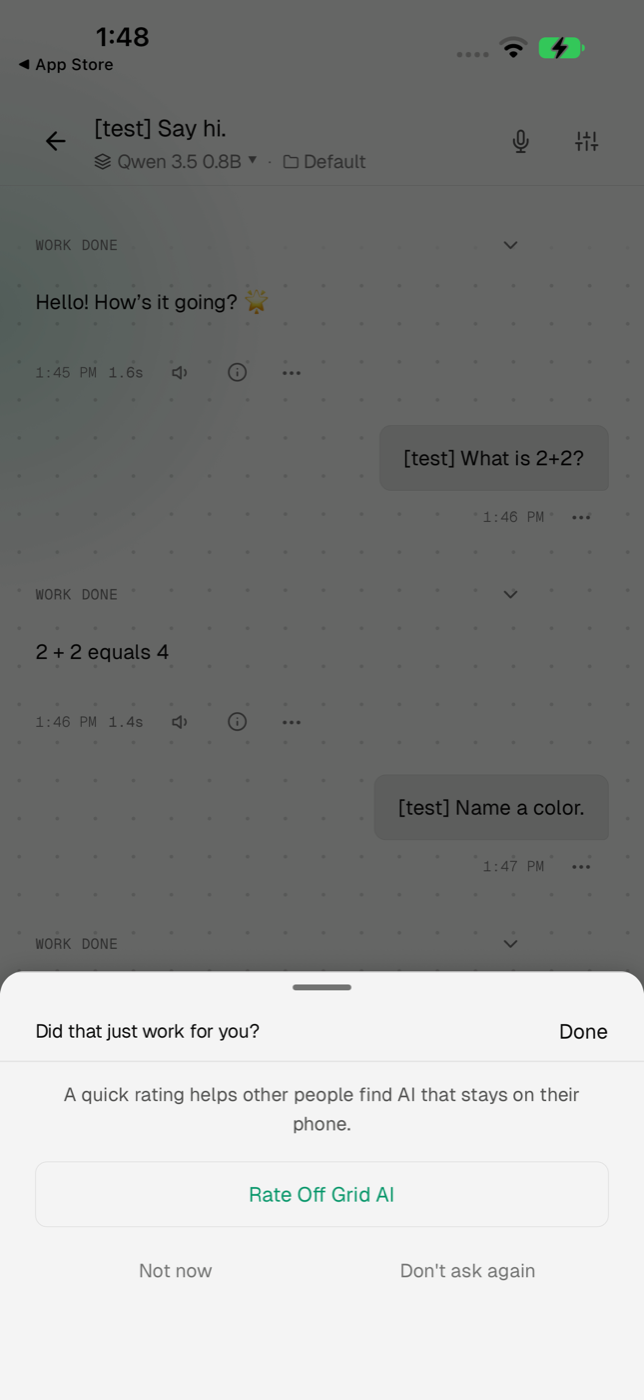 1:48
◀ App Store
[test] Say hi.
Qwen 3.5 0.8B ▼ · Default
WORK DONE
Hello! How’s it going? 🌟
1:45 PM 1.6s
[test] What is 2+2?
1:46 PM
WORK DONE
2 + 2 equals 4
1:46 PM 1.4s
[test] Name a color.
1:47 PM
WORK DONE
Did that just work for you?
Done
A quick rating helps other people find AI that stays on their
phone.
Rate Off Grid AI
Not now
Don't ask again